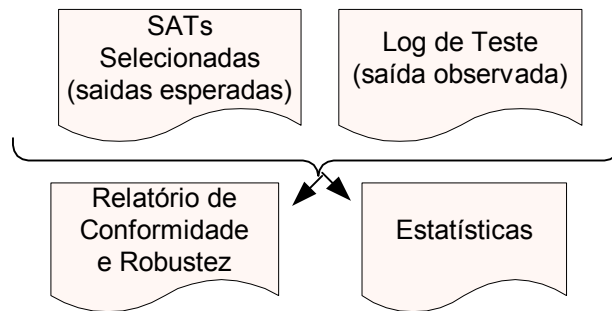 SATs
Selecionadas
(saidas esperadas)
Log de Teste
(saída observada)
Relatório de
Conformidade
e Robustez
Estatísticas